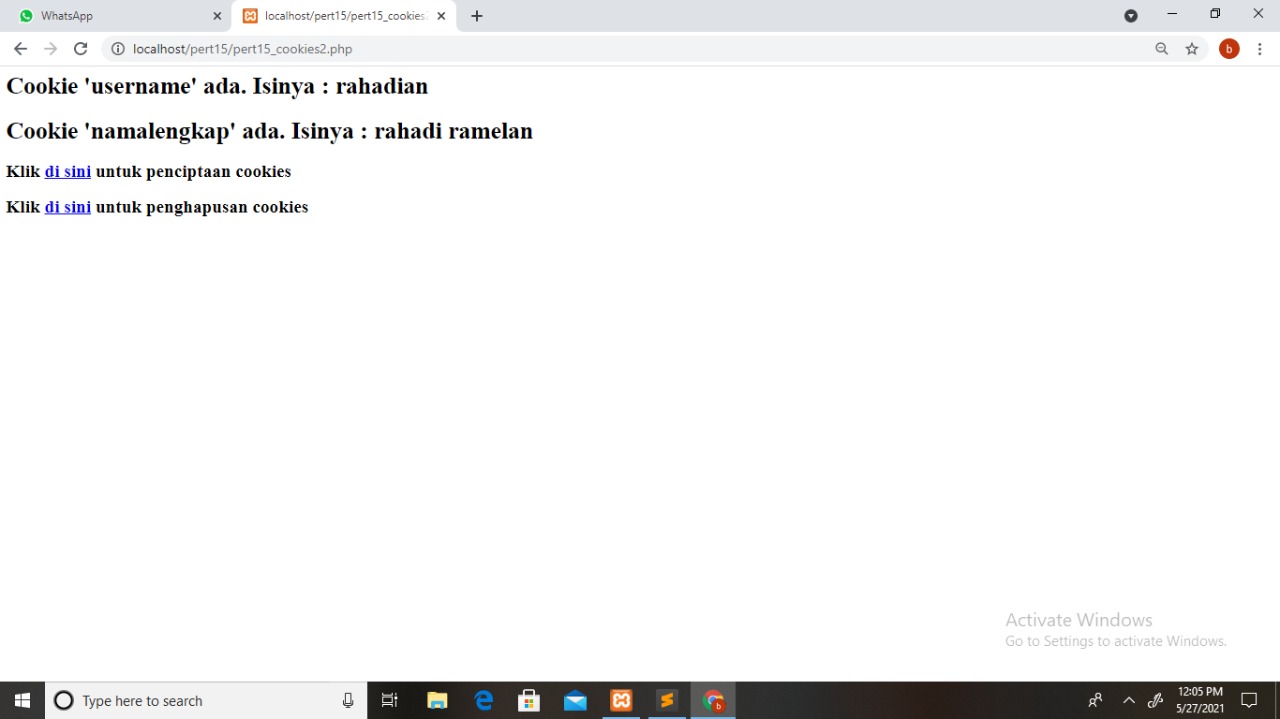 WhatsApp
localhost/pert15/pert15_cookies2
localhost/pert15/pert15_cookies2.php
b
Cookie 'username' ada. Isinya : rahadian
Cookie 'namalengkap' ada. Isinya : rahadi ramelan
Klik di sini untuk penciptaan cookies
Klik di sini untuk penghapusan cookies
Activate Windows
Go to Settings to activate Windows.
Type here to search
b
12:05 PM
5/27/2021